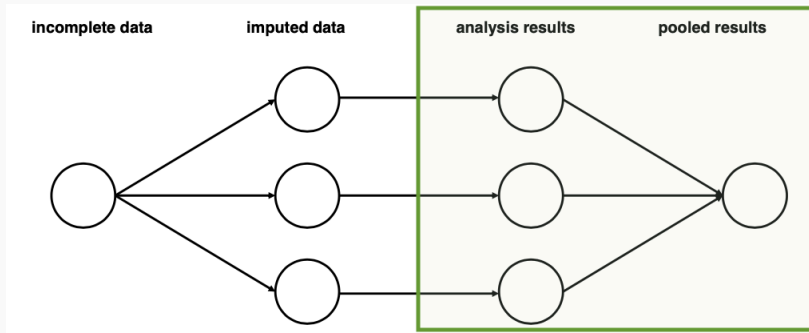 incomplete data imputed data analysis results pooled results